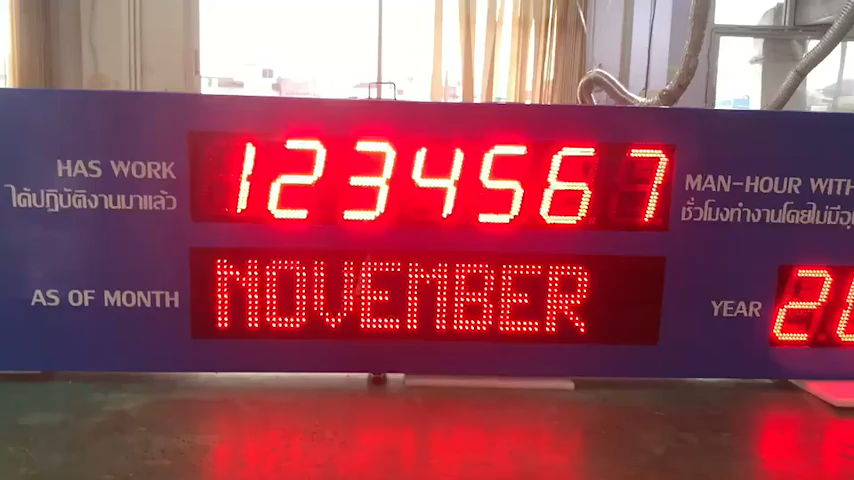 HAS WORK
ได้ปฏิบัติงานมาแล้ว
1234567
MAN-HOUR WITH
ชั่วโมงทำงานโดยไม่มีอุ
AS OF MONTH
NOVEMBER
YEAR
2